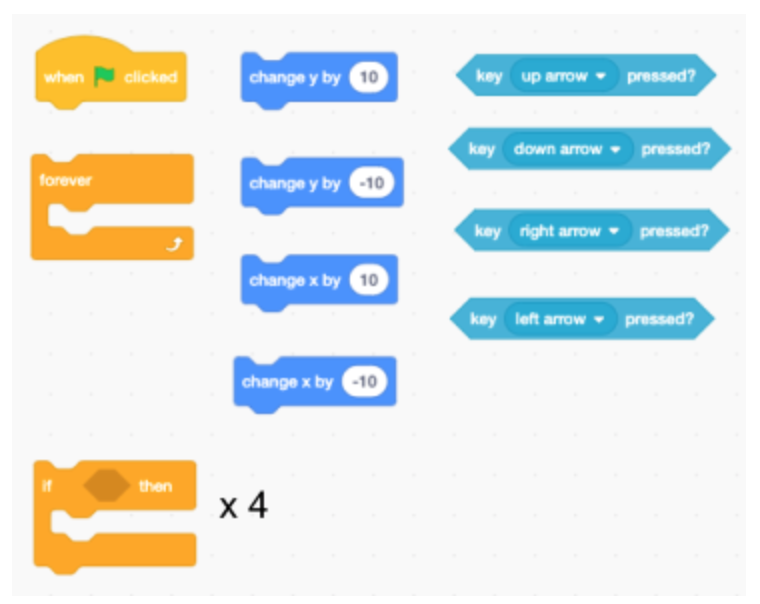 when clicked
change y by 10
key up arrow pressed?
forever
change y by -10
key down arrow pressed?
change x by 10
key right arrow pressed?
change x by -10
key left arrow pressed?
if then
x 4